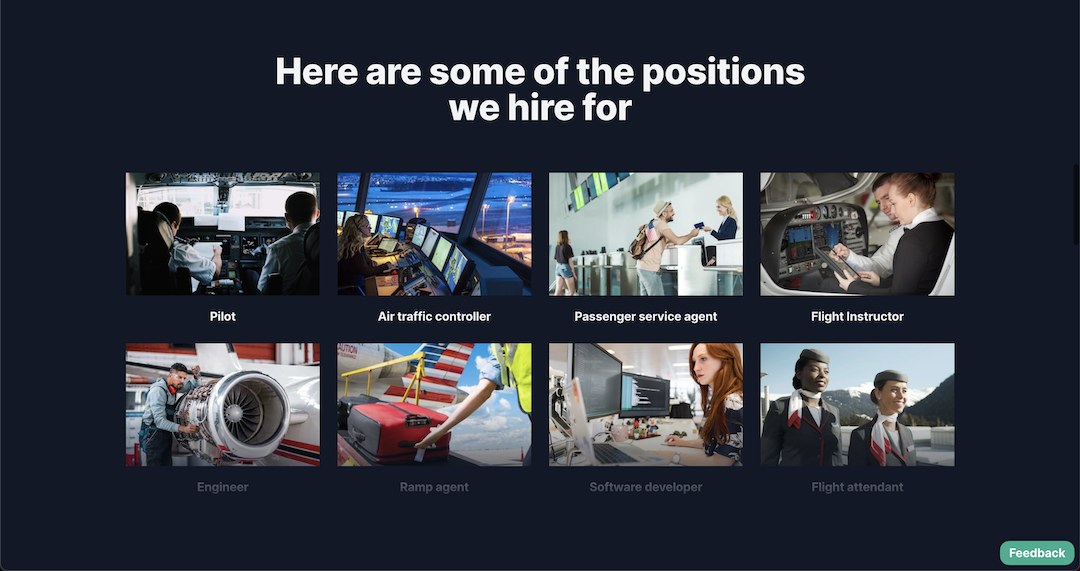 Here are some of the positions
we hire for
Pilot
Air traffic controller
Passenger service agent
Flight Instructor
CAUTION
Engineer
Ramp agent
Software developer
Flight attendant
Feedback